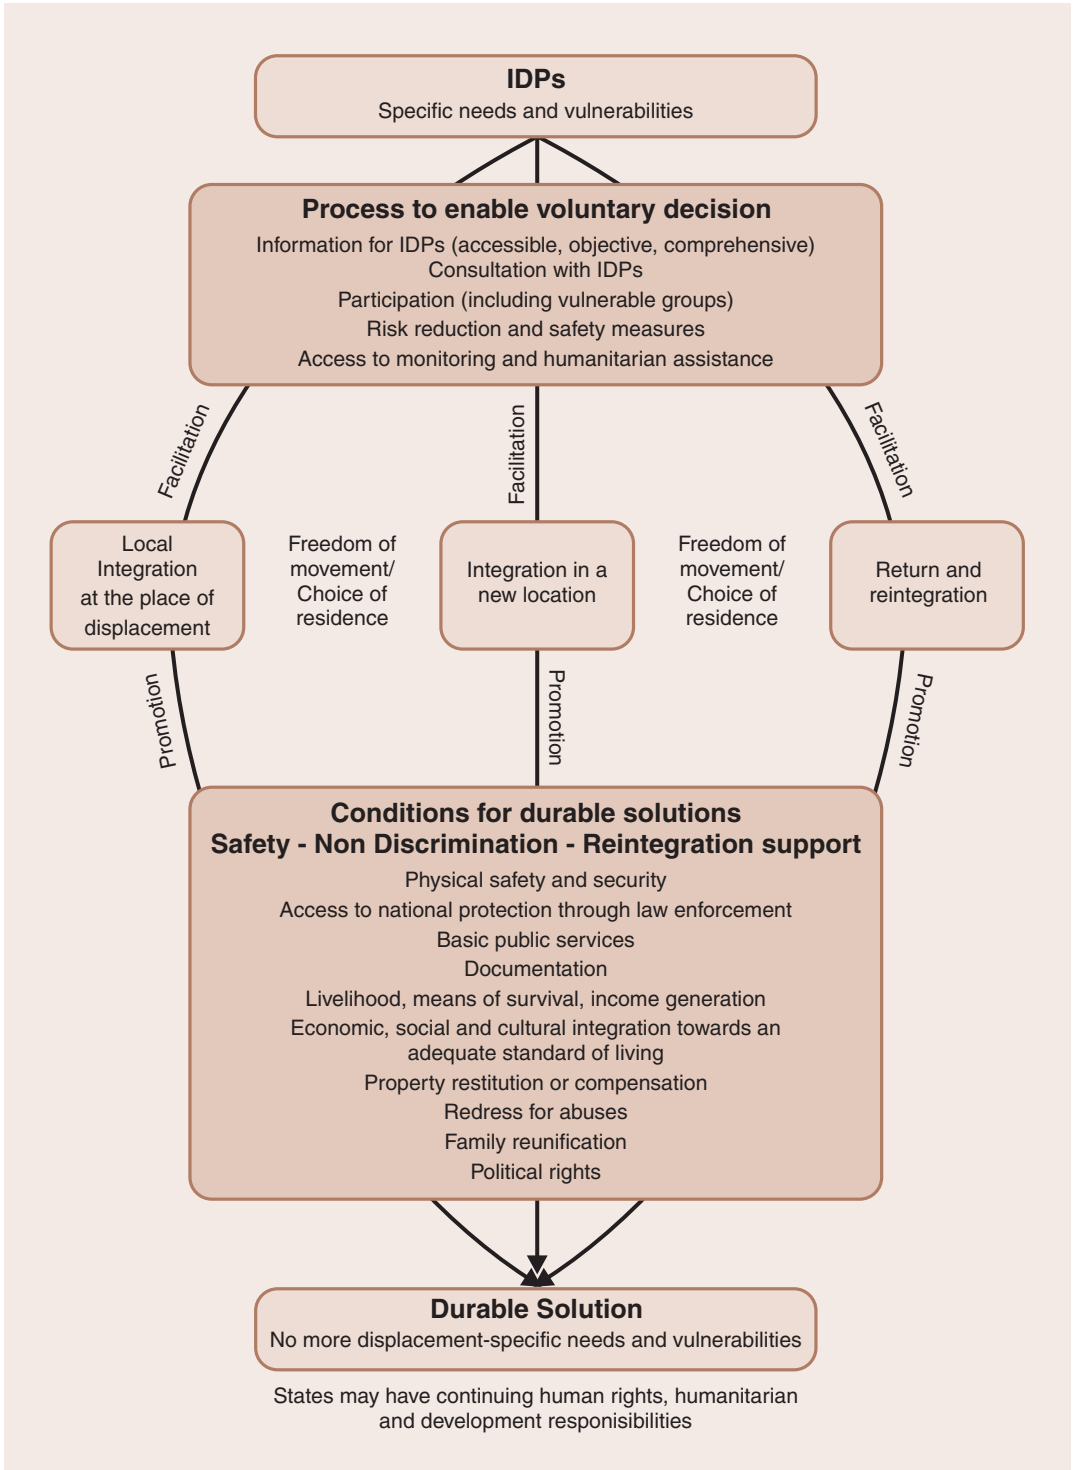 IDPs
Specific needs and vulnerabilities
Process to enable voluntary decision
Information for IDPs (accessible, objective, comprehensive)
Consultation with IDPs
Participation (including vulnerable groups)
Risk reduction and safety measures
Access to monitoring and humanitarian assistance
Facilitation
Facilitation
Facilitation
Local
Integration
at the place of
displacement
Freedom of
movement/
Choice of
residence
Integration in a
new location
Freedom of
movement/
Choice of
residence
Return and
reintegration
Promotion
Promotion
Promotion
Conditions for durable solutions
Safety - Non Discrimination - Reintegration support
Physical safety and security
Access to national protection through law enforcement
Basic public services
Documentation
Livelihood, means of survival, income generation
Economic, social and cultural integration towards an
adequate standard of living
Property restitution or compensation
Redress for abuses
Family reunification
Political rights
Durable Solution
No more displacement-specific needs and vulnerabilities
States may have continuing human rights, humanitarian
and development responisibilities